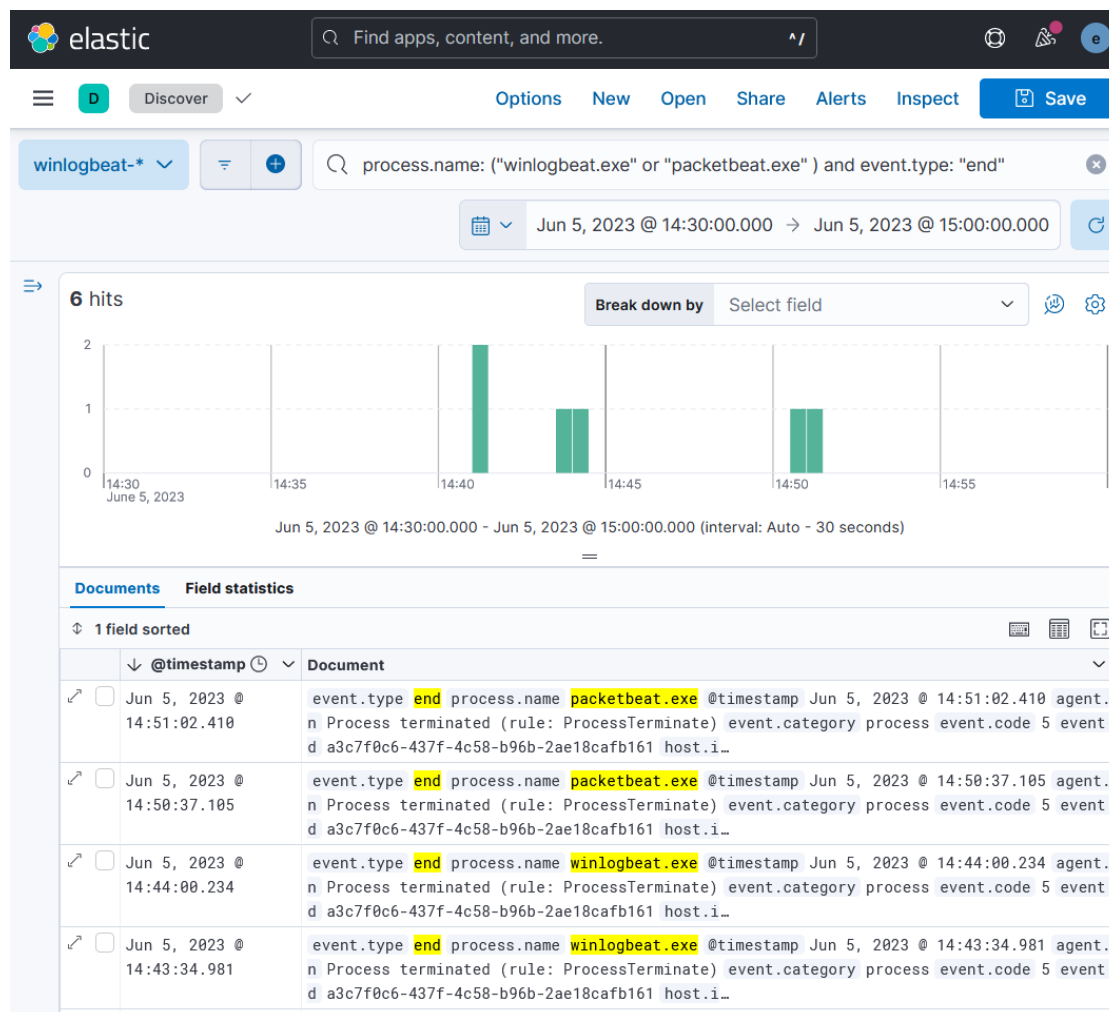 elastic Find apps, content, and more. ^/ e
D Discover Options New Open Share Alerts Inspect Save
winlogbeat-* process.name: ("winlogbeat.exe" or "packetbeat.exe" ) and event.type: "end"
Jun 5, 2023 @ 14:30:00.000 → Jun 5, 2023 @ 15:00:00.000
6 hits Break down by Select field
2
1
0
14:30 14:35 14:40 14:45 14:50 14:55
June 5, 2023
Jun 5, 2023 @ 14:30:00.000 - Jun 5, 2023 @ 15:00:00.000 (interval: Auto - 30 seconds)
Documents Field statistics
1 field sorted
@timestamp Document
Jun 5, 2023 @ event.type end process.name packetbeat.exe @timestamp Jun 5, 2023 @ 14:51:02.410 agent.
14:51:02.410 n Process terminated (rule: ProcessTerminate) event.category process event.code 5 event
d a3c7f0c6-437f-4c58-b96b-2ae18cafb161 host.i…
Jun 5, 2023 @ event.type end process.name packetbeat.exe @timestamp Jun 5, 2023 @ 14:50:37.105 agent.
14:50:37.105 n Process terminated (rule: ProcessTerminate) event.category process event.code 5 event
d a3c7f0c6-437f-4c58-b96b-2ae18cafb161 host.i…
Jun 5, 2023 @ event.type end process.name winlogbeat.exe @timestamp Jun 5, 2023 @ 14:44:00.234 agent.
14:44:00.234 n Process terminated (rule: ProcessTerminate) event.category process event.code 5 event
d a3c7f0c6-437f-4c58-b96b-2ae18cafb161 host.i…
Jun 5, 2023 @ event.type end process.name winlogbeat.exe @timestamp Jun 5, 2023 @ 14:43:34.981 agent.
14:43:34.981 n Process terminated (rule: ProcessTerminate) event.category process event.code 5 event
d a3c7f0c6-437f-4c58-b96b-2ae18cafb161 host.i…